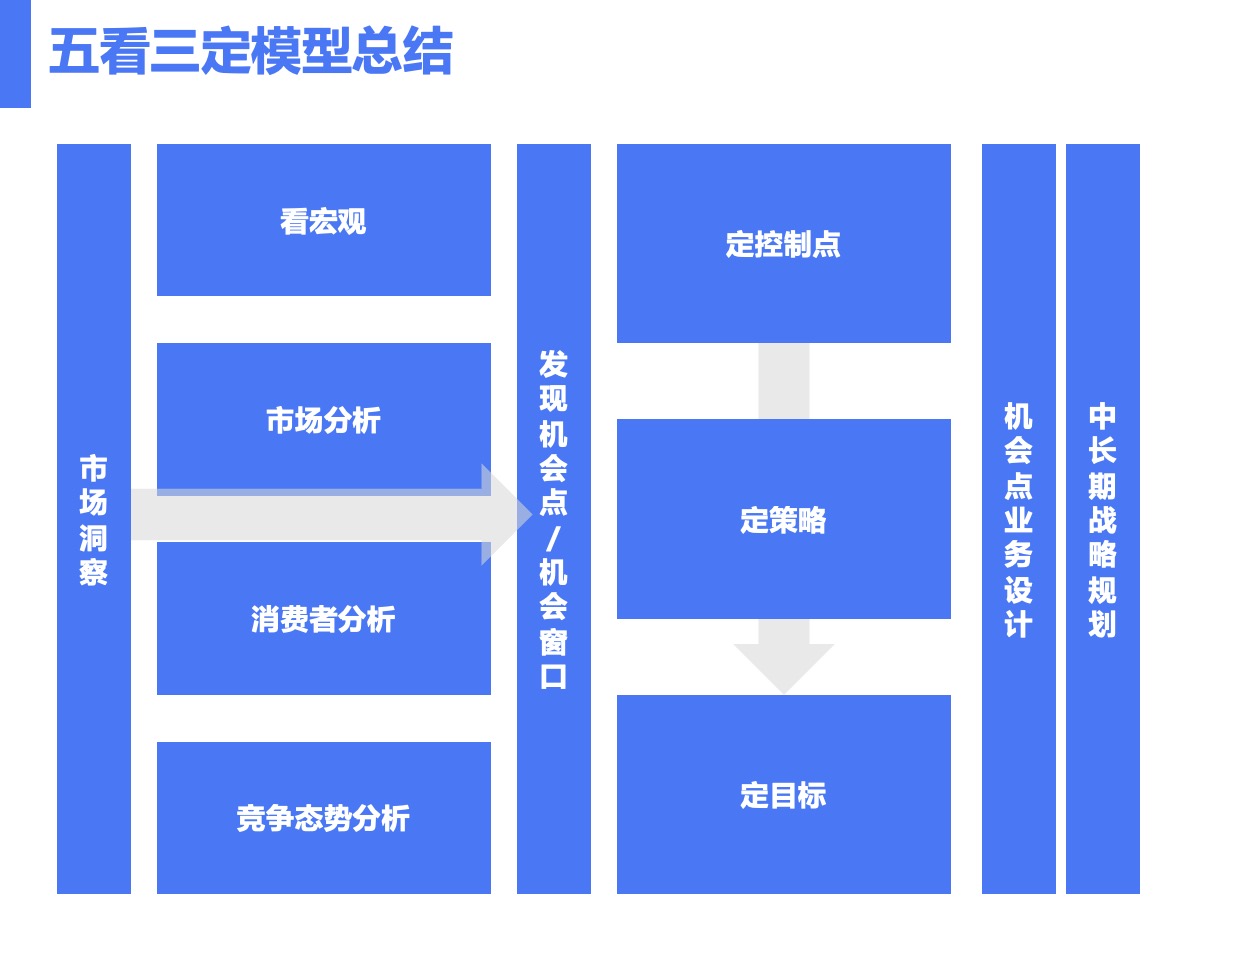 五看三定模型总结
市场洞察
看宏观
市场分析
消费者分析
竞争态势分析
发现机会点/机会窗口
定控制点
定策略
定目标
机会点业务设计
中长期战略规划